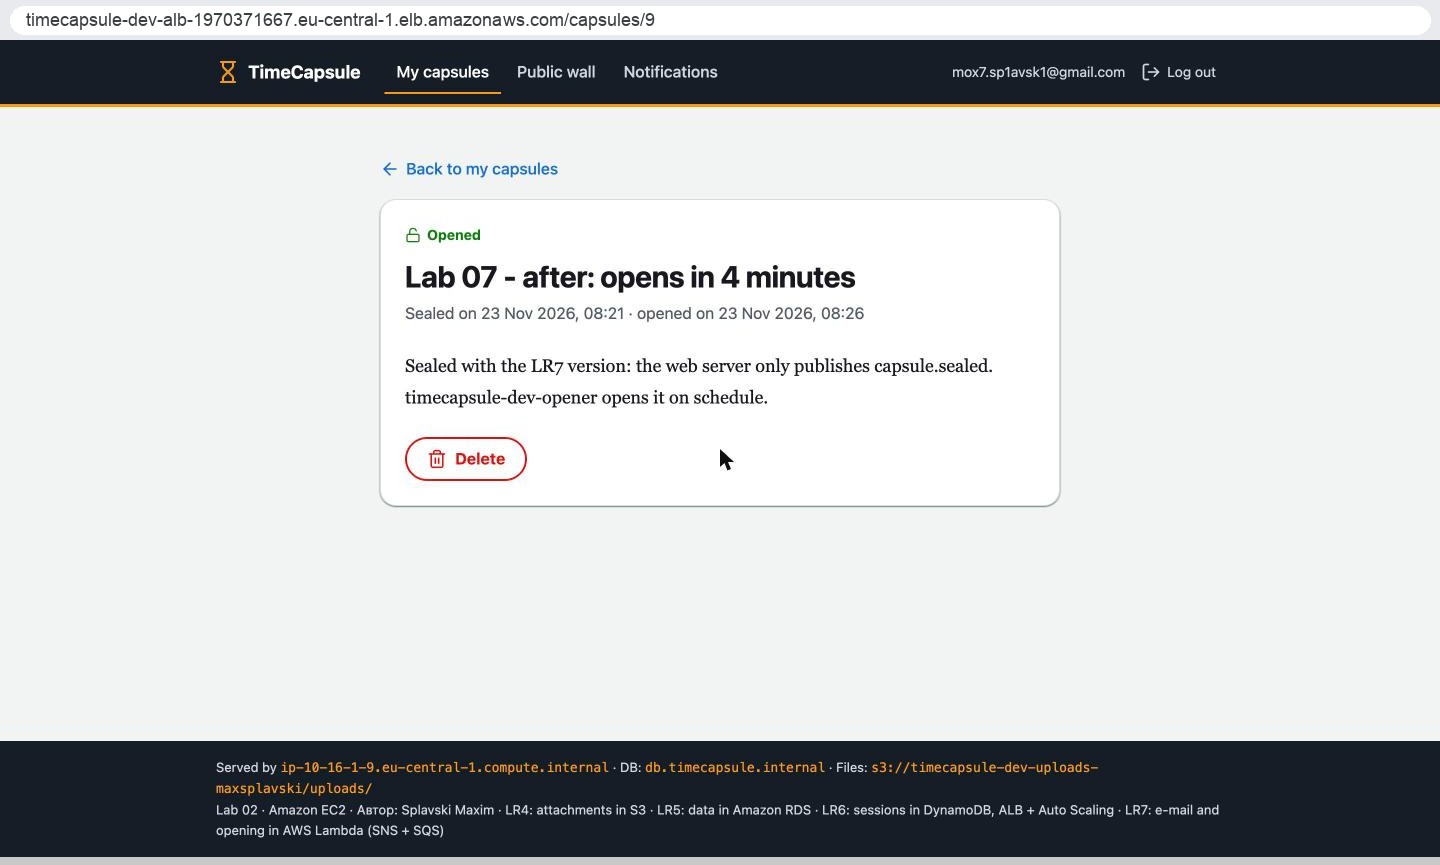 timecapsule-dev-alb-1970371667.eu-central-1.elb.amazonaws.com/capsules/9
TimeCapsule My capsules Public wall Notifications mox7.sp1avsk1@gmail.com Log out
Back to my capsules
Opened
Lab 07 - after: opens in 4 minutes
Sealed on 23 Nov 2026, 08:21 · opened on 23 Nov 2026, 08:26
Sealed with the LR7 version: the web server only publishes capsule.sealed.
timecapsule-dev-opener opens it on schedule.
Delete
Served by ip-10-16-1-9.eu-central-1.compute.internal · DB: db.timecapsule.internal · Files: s3://timecapsule-dev-uploads-
maxsplavski/uploads/
Lab 02 · Amazon EC2 · Автор: Splavski Maxim · LR4: attachments in S3 · LR5: data in Amazon RDS · LR6: sessions in DynamoDB, ALB + Auto Scaling · LR7: e-mail and
opening in AWS Lambda (SNS + SQS)